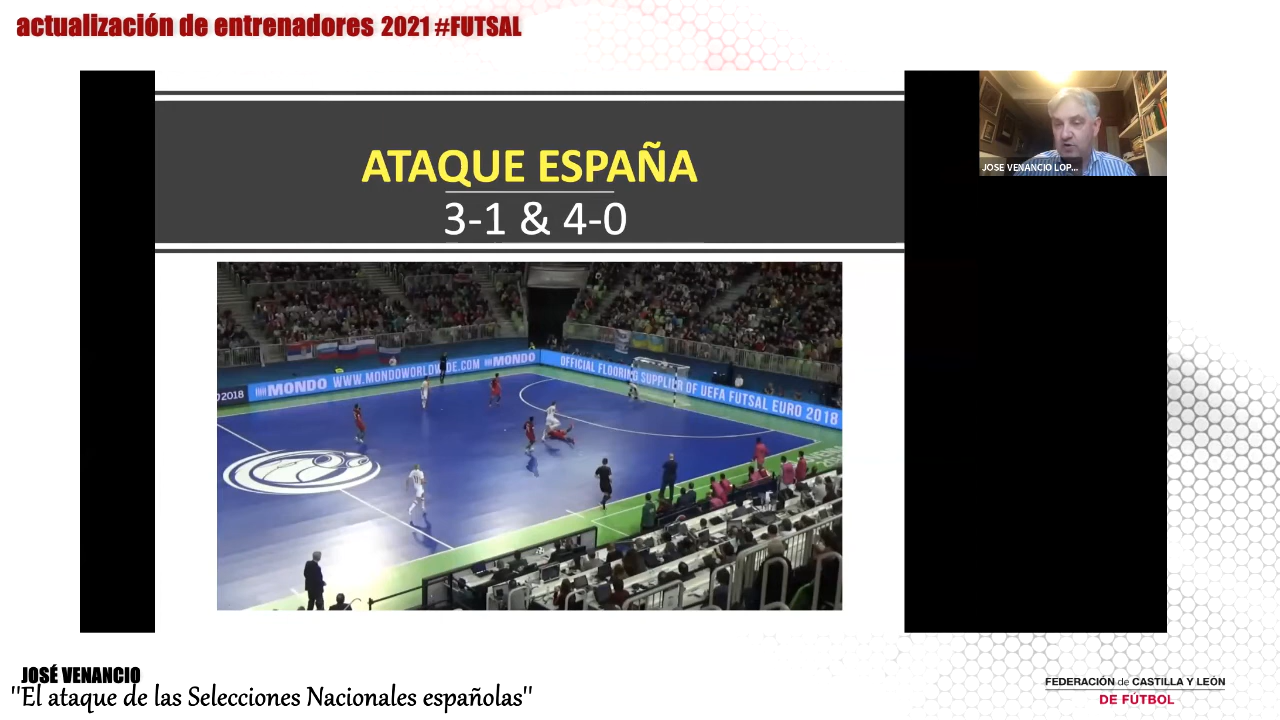 actualización de entrenadores 2021 #FUTSAL
ATAQUE ESPAÑA
3-1 & 4-0
JOSE VENANCIO LOP...
2018 MONDO WWW.MONDOWORLDWIDE.COM MONDO
OFFICIAL FLOORING SUPPLIER OF UEFA FUTSAL EURO 2018
JOSÉ VENANCIO
"El ataque de las Selecciones Nacionales españolas"
FEDERACIÓN de CASTILLA Y LEÓN
DE FÚTBOL